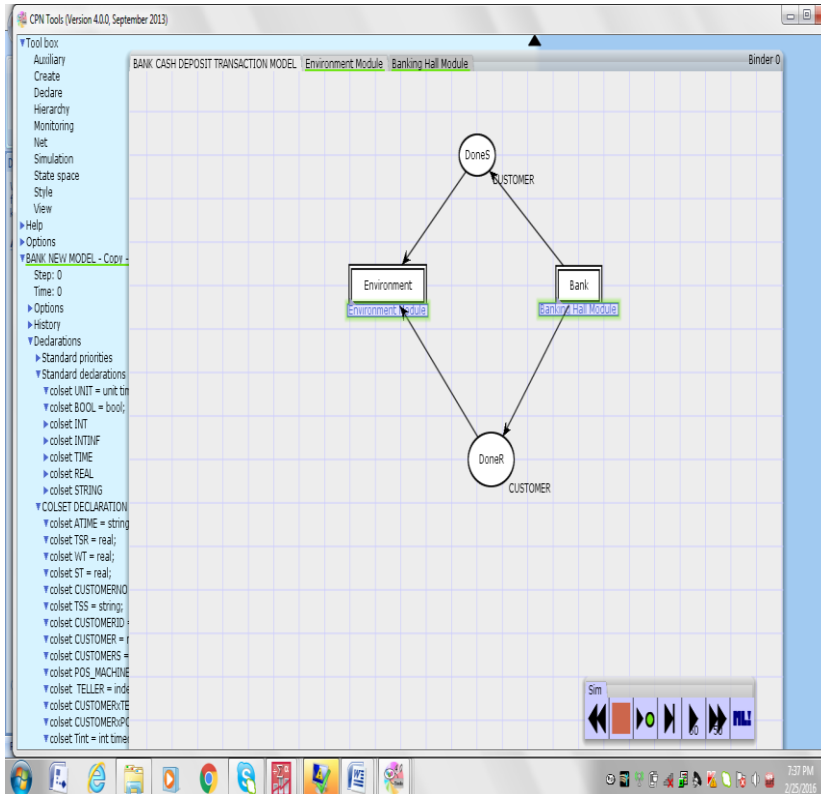 CPN Tools (Version 4.0.0, September 2013)
Tool box
Auxiliary
Create
Declare
Hierarchy
Monitoring
Net
Simulation
State space
Style
View
Help
Options
BANK NEW MODEL - Copy -
Step: 0
Time: 0
Options
History
Declarations
Standard priorities
Standard declarations
colset UNIT = unit tim
colset BOOL = bool;
colset INT
colset INTINF
colset TIME
colset REAL
colset STRING
COLSET DECLARATION
colset ATIME = string
colset TSR = real;
colset WT = real;
colset ST = real;
colset CUSTOMERNO
colset TSS = string;
colset CUSTOMERID =
colset CUSTOMER = r
colset CUSTOMERS =
colset POS_MACHINE
colset TELLER = inde
colset CUSTOMERxTE
colset CUSTOMERxPO
colset Tint = int time
BANK CASH DEPOSIT TRANSACTION MODEL Environment Module Banking Hall Module Binder 0
DoneS
CUSTOMER
Environment
Environment Module
Bank
Banking Hall Module
DoneR
CUSTOMER
Sim
50
ML!
7:37 PM
2/25/2016